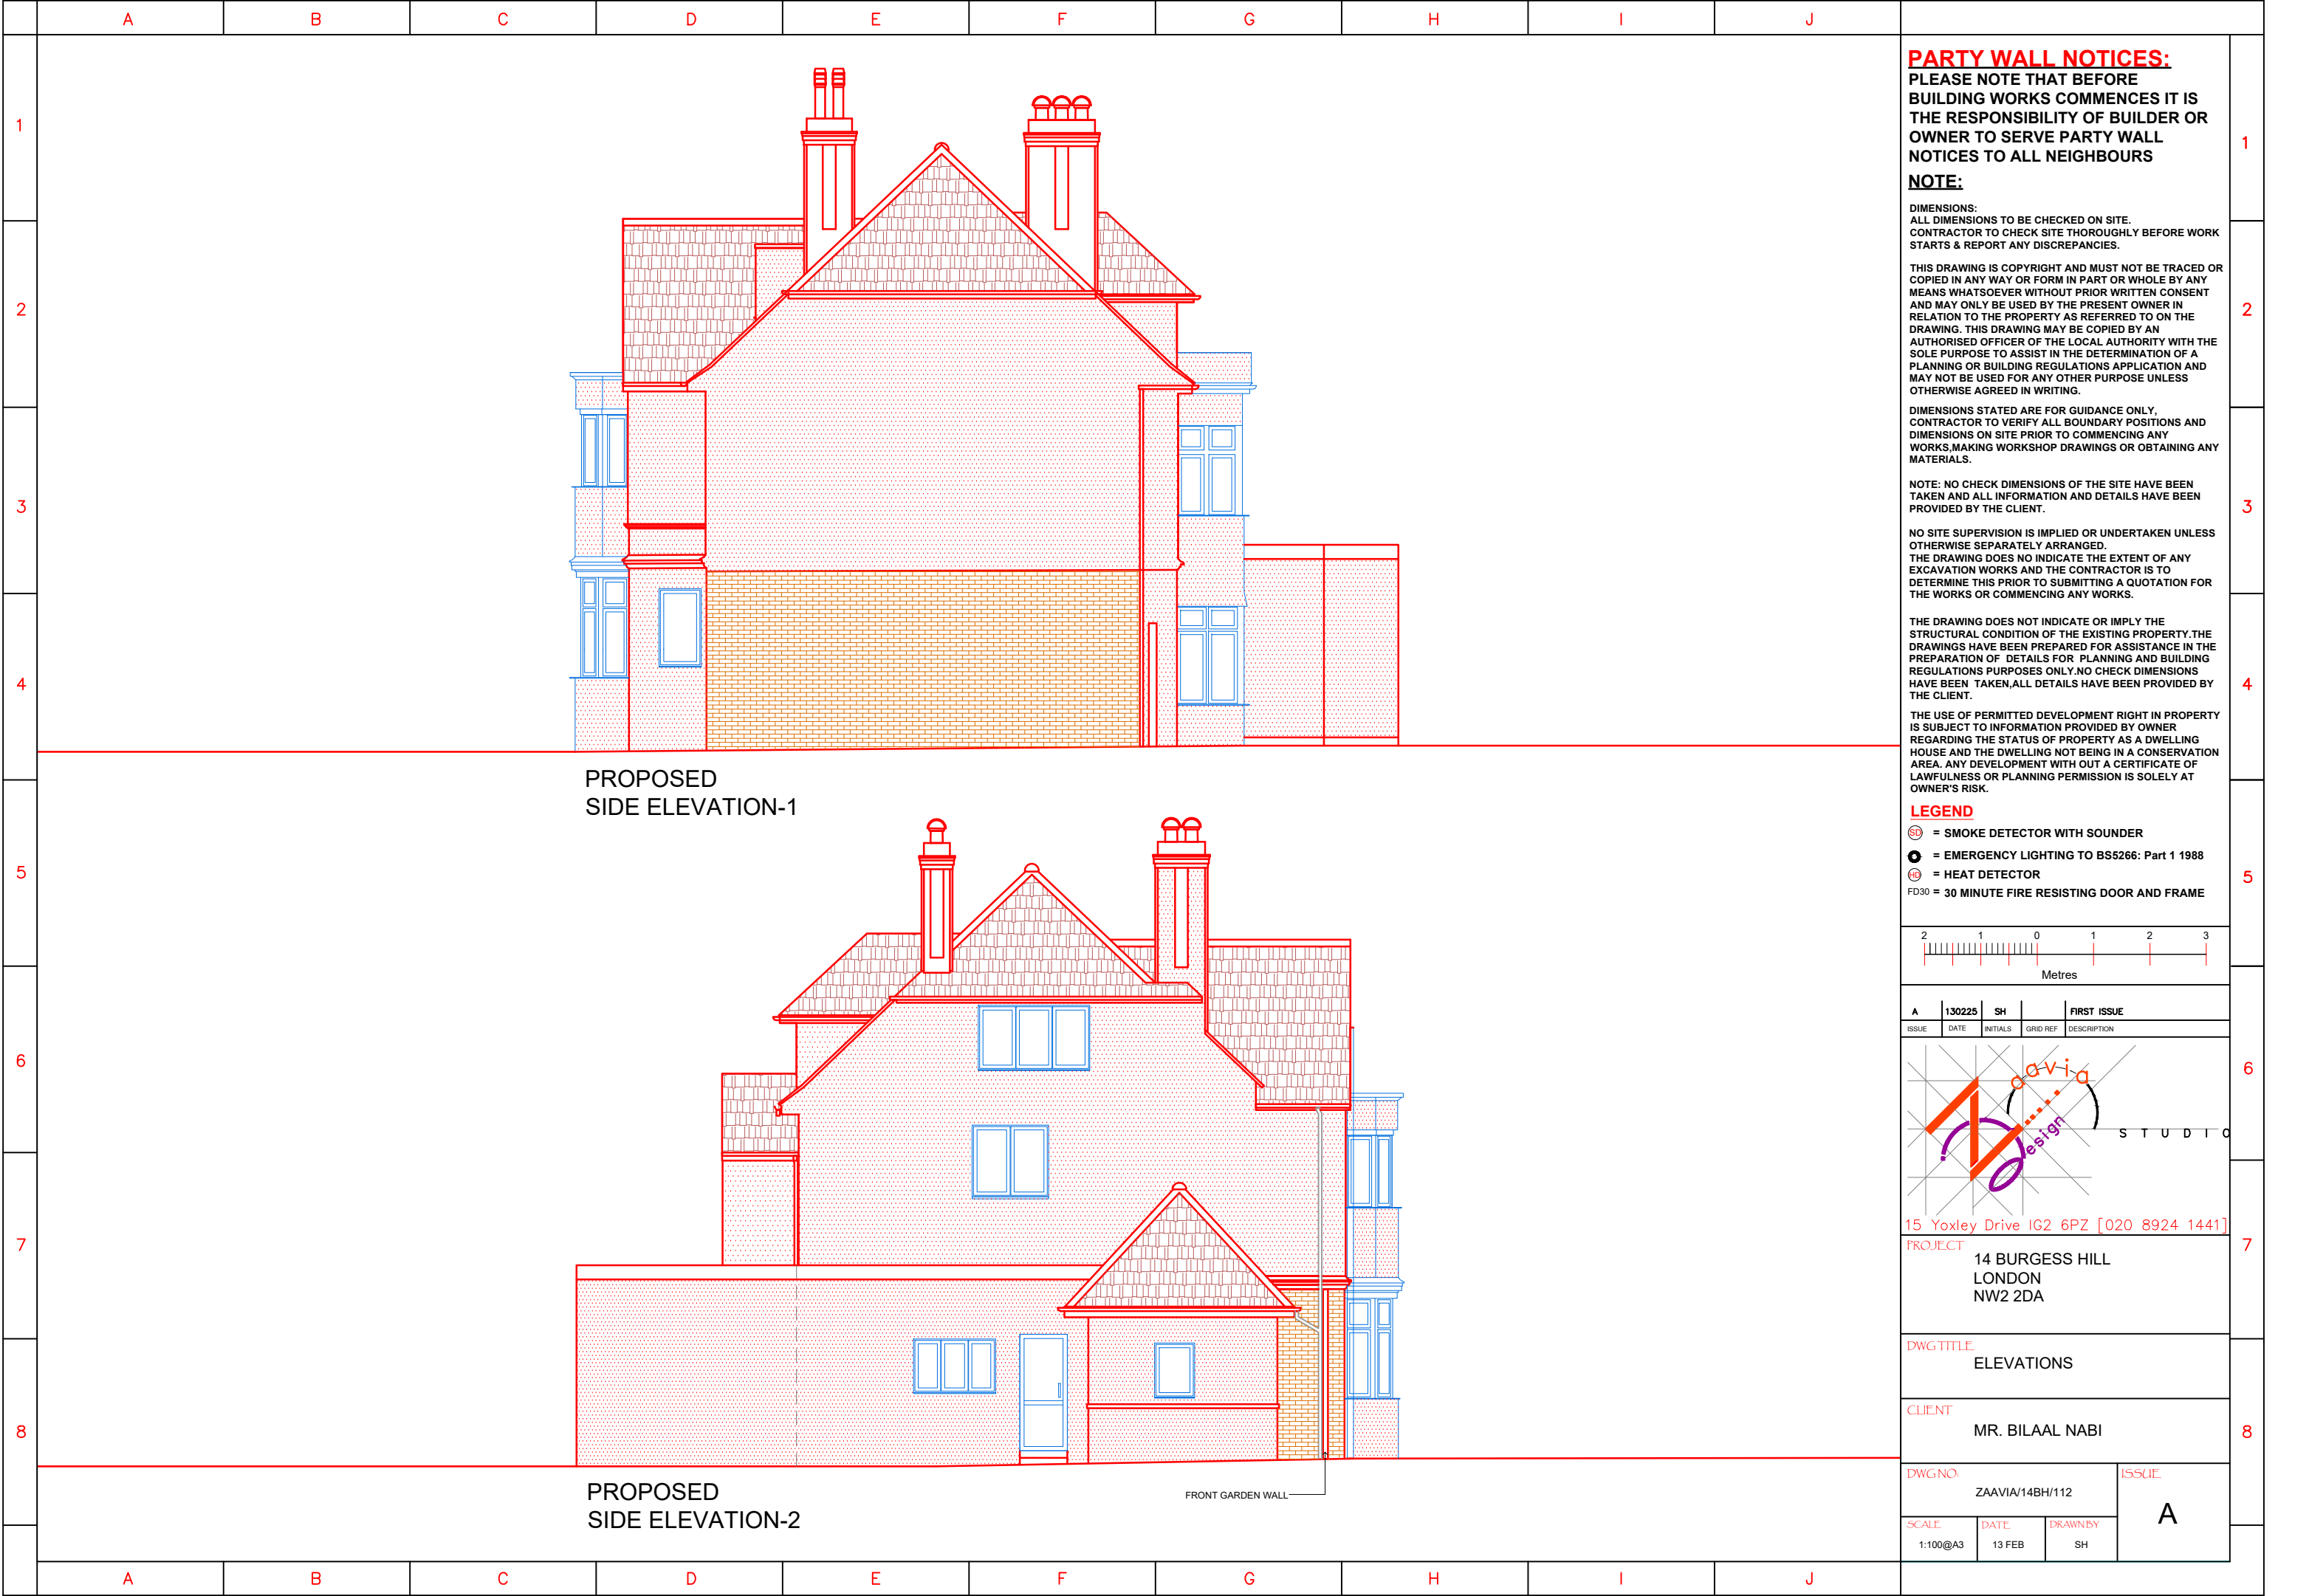 A B C D E F G H I J
1
2
3
4
5
6
7
8
PROPOSED
SIDE ELEVATION-1
PROPOSED
SIDE ELEVATION-2
FRONT GARDEN WALL
A B C D E F G H I J
PARTY WALL NOTICES:
PLEASE NOTE THAT BEFORE
BUILDING WORKS COMMENCES IT IS
THE RESPONSIBILITY OF BUILDER OR
OWNER TO SERVE PARTY WALL
NOTICES TO ALL NEIGHBOURS
NOTE:
DIMENSIONS:
ALL DIMENSIONS TO BE CHECKED ON SITE.
CONTRACTOR TO CHECK SITE THOROUGHLY BEFORE WORK
STARTS & REPORT ANY DISCREPANCIES.
THIS DRAWING IS COPYRIGHT AND MUST NOT BE TRACED OR
COPIED IN ANY WAY OR FORM IN PART OR WHOLE BY ANY
MEANS WHATSOEVER WITHOUT PRIOR WRITTEN CONSENT
AND MAY ONLY BE USED BY THE PRESENT OWNER IN
RELATION TO THE PROPERTY AS REFERRED TO ON THE
DRAWING. THIS DRAWING MAY BE COPIED BY AN
AUTHORISED OFFICER OF THE LOCAL AUTHORITY WITH THE
SOLE PURPOSE TO ASSIST IN THE DETERMINATION OF A
PLANNING OR BUILDING REGULATIONS APPLICATION AND
MAY NOT BE USED FOR ANY OTHER PURPOSE UNLESS
OTHERWISE AGREED IN WRITING.
DIMENSIONS STATED ARE FOR GUIDANCE ONLY,
CONTRACTOR TO VERIFY ALL BOUNDARY POSITIONS AND
DIMENSIONS ON SITE PRIOR TO COMMENCING ANY
WORKS,MAKING WORKSHOP DRAWINGS OR OBTAINING ANY
MATERIALS.
NOTE: NO CHECK DIMENSIONS OF THE SITE HAVE BEEN
TAKEN AND ALL INFORMATION AND DETAILS HAVE BEEN
PROVIDED BY THE CLIENT.
NO SITE SUPERVISION IS IMPLIED OR UNDERTAKEN UNLESS
OTHERWISE SEPARATELY ARRANGED.
THE DRAWING DOES NO INDICATE THE EXTENT OF ANY
EXCAVATION WORKS AND THE CONTRACTOR IS TO
DETERMINE THIS PRIOR TO SUBMITTING A QUOTATION FOR
THE WORKS OR COMMENCING ANY WORKS.
THE DRAWING DOES NOT INDICATE OR IMPLY THE
STRUCTURAL CONDITION OF THE EXISTING PROPERTY.THE
DRAWINGS HAVE BEEN PREPARED FOR ASSISTANCE IN THE
PREPARATION OF DETAILS FOR PLANNING AND BUILDING
REGULATIONS PURPOSES ONLY.NO CHECK DIMENSIONS
HAVE BEEN TAKEN,ALL DETAILS HAVE BEEN PROVIDED BY
THE CLIENT.
THE USE OF PERMITTED DEVELOPMENT RIGHT IN PROPERTY
IS SUBJECT TO INFORMATION PROVIDED BY OWNER
REGARDING THE STATUS OF PROPERTY AS A DWELLING
HOUSE AND THE DWELLING NOT BEING IN A CONSERVATION
AREA. ANY DEVELOPMENT WITH OUT A CERTIFICATE OF
LAWFULNESS OR PLANNING PERMISSION IS SOLELY AT
OWNER'S RISK.
LEGEND
SD = SMOKE DETECTOR WITH SOUNDER
= EMERGENCY LIGHTING TO BS5266: Part 1 1988
HD = HEAT DETECTOR
FD30 = 30 MINUTE FIRE RESISTING DOOR AND FRAME
2 1 0 1 2 3
Metres
A 130225 SH FIRST ISSUE
ISSUE DATE INITIALS GRID REF DESCRIPTION
Zaavia
Design
STUDIO
15 Yoxley Drive IG2 6PZ [020 8924 1441]
PROJECT
14 BURGESS HILL
LONDON
NW2 2DA
DWG TITLE
ELEVATIONS
CLIENT
MR. BILAAL NABI
DWG NO: ISSUE
ZAAVIA/14BH/112
A
SCALE DATE DRAWN BY
1:100@A3 13 FEB SH
1
2
3
4
5
6
7
8